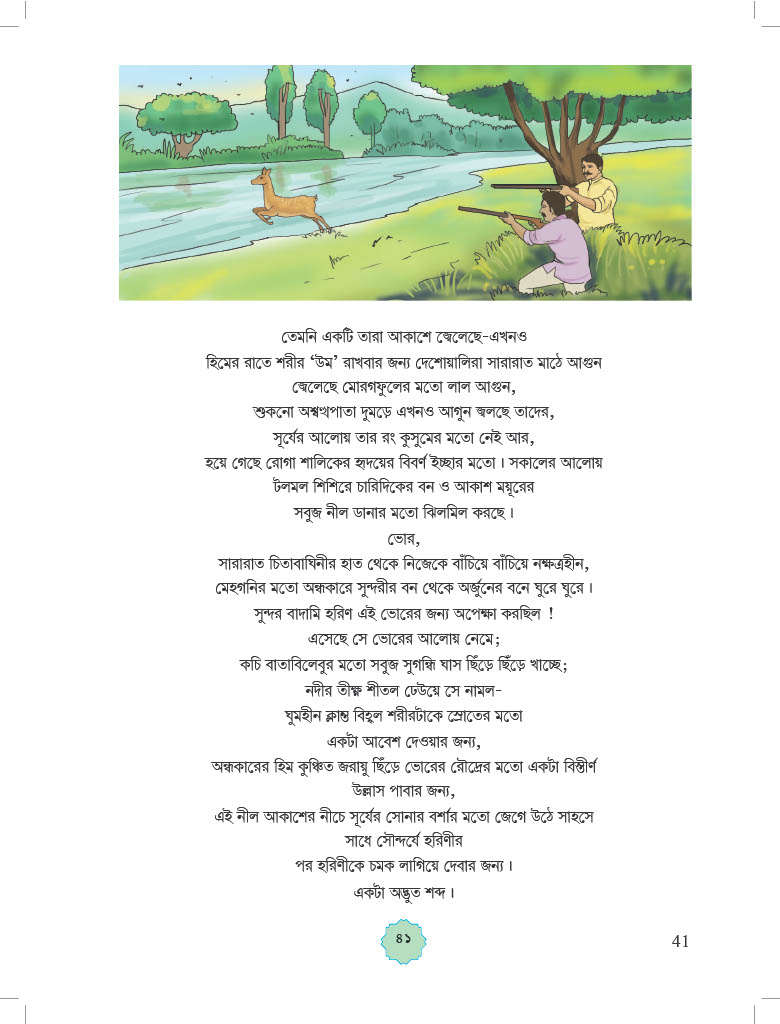 তেমনি একটি তারা আকাশে জ্বেলেছে-এখনও
হিমের রাতে শরীর ‘উম’ রাখবার জন্য দেশোয়ালিরা সারারাত মাঠে আগুন
জ্বেলেছে মোরগফুলের মতো লাল আগুন,
শুকনো অশ্বত্থপাতা দুমড়ে এখনও আগুন জ্বলছে তাদের,
সূর্যের আলোয় তার রং কুসুমের মতো নেই আর,
হয়ে গেছে রোগা শালিকের হৃদয়ের বিবর্ণ ইচ্ছার মতো। সকালের আলোয়
টলমল শিশিরে চারিদিকের বন ও আকাশ ময়ূরের
সবুজ নীল ডানার মতো ঝিলমিল করছে।
ভোর,
সারারাত চিতাবাঘিনীর হাত থেকে নিজেকে বাঁচিয়ে বাঁচিয়ে নক্ষত্রহীন,
মেহগনির মতো অন্ধকারে সুন্দরীর বন থেকে অর্জুনের বনে ঘুরে ঘুরে।
সুন্দর বাদামি হরিণ এই ভোরের জন্য অপেক্ষা করছিল !
এসেছে সে ভোরের আলোয় নেমে;
কচি বাতাবিলেবুর মতো সবুজ সুগন্ধি ঘাস ছিঁড়ে ছিঁড়ে খাচ্ছে;
নদীর তীক্ষ্ণ শীতল ঢেউয়ে সে নামল-
ঘুমহীন ক্লান্ত বিহ্বল শরীরটাকে স্রোতের মতো
একটা আবেশ দেওয়ার জন্য,
অন্ধকারের হিম কুঞ্চিত জরায়ু ছিঁড়ে ভোরের রৌদ্রের মতো একটা বিস্তীর্ণ
উল্লাস পাবার জন্য,
এই নীল আকাশের নীচে সূর্যের সোনার বর্শার মতো জেগে উঠে সাহসে
সাধে সৌন্দর্যে হরিণীর
পর হরিণীকে চমক লাগিয়ে দেবার জন্য।
একটা অদ্ভুত শব্দ।
৪১
41